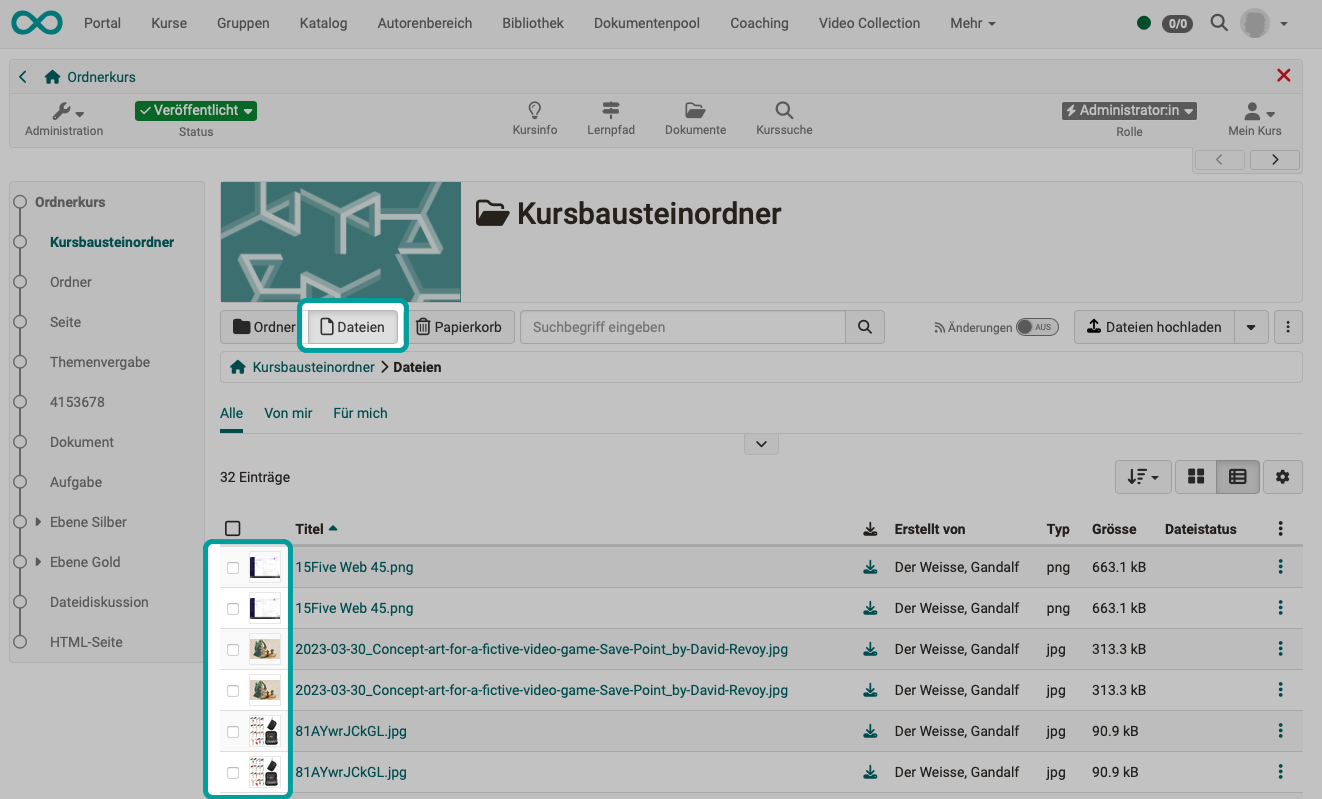 Portal Kurse Gruppen Katalog Autorenbereich Bibliothek Dokumentenpool Coaching Video Collection Mehr 0/0
Ordnerkurs
Administration Veröffentlicht Status Kursinfo Lernpfad Dokumente Kurssuche Administrator:in Rolle Mein Kurs
Ordnerkurs
Kursbausteinordner
Ordner
Seite
Themenvergabe
4153678
Dokument
Aufgabe
Ebene Silber
Ebene Gold
Dateidiskussion
HTML-Seite
Kursbausteinordner
Ordner Dateien Papierkorb Suchbegriff eingeben Änderungen AUS Dateien hochladen
Kursbausteinordner Dateien
Alle Von mir Für mich
32 Einträge
Titel Erstellt von Typ Grösse Dateistatus
15Five Web 45.png Der Weisse, Gandalf png 663.1 kB
15Five Web 45.png Der Weisse, Gandalf png 663.1 kB
2023-03-30_Concept-art-for-a-fictive-video-game-Save-Point_by-David-Revoy.jpg Der Weisse, Gandalf jpg 313.3 kB
2023-03-30_Concept-art-for-a-fictive-video-game-Save-Point_by-David-Revoy.jpg Der Weisse, Gandalf jpg 313.3 kB
81AYwrJCkGL.jpg Der Weisse, Gandalf jpg 90.9 kB
81AYwrJCkGL.jpg Der Weisse, Gandalf jpg 90.9 kB